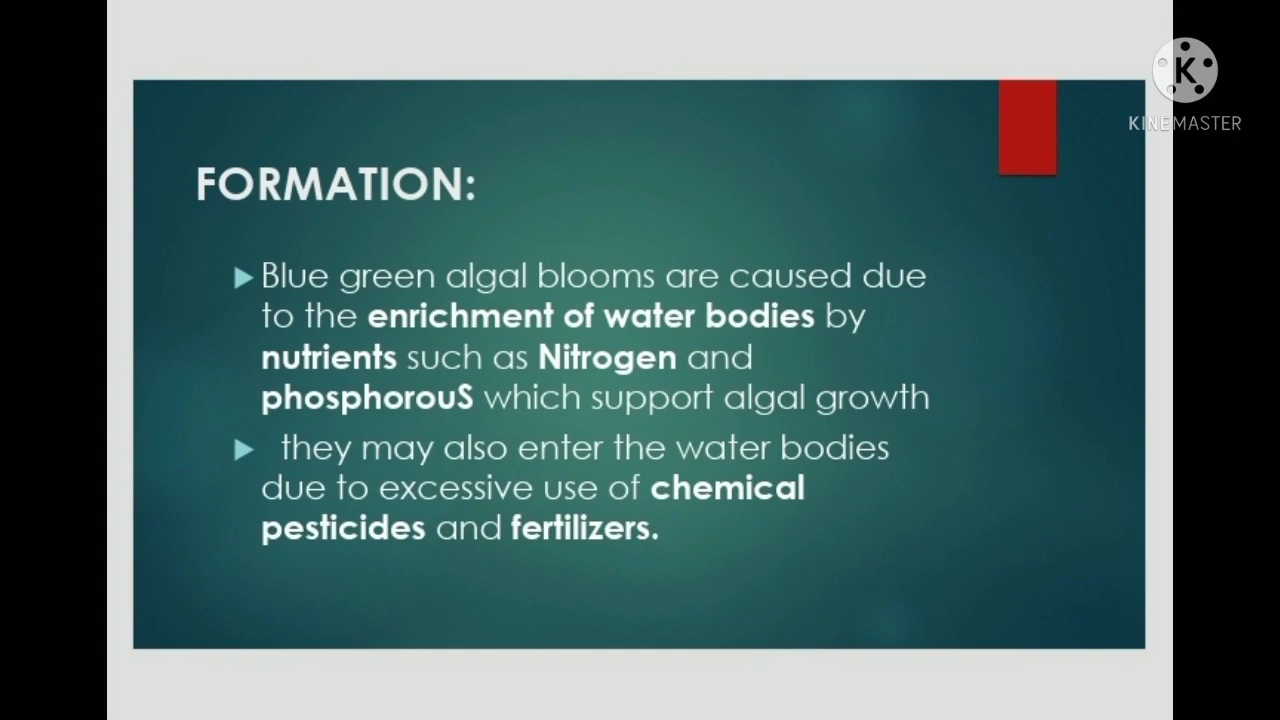 K
KINEMASTER
FORMATION:
Blue green algal blooms are caused due
to the enrichment of water bodies by
nutrients such as Nitrogen and
phosphorouS which support algal growth
they may also enter the water bodies
due to excessive use of chemical
pesticides and fertilizers.